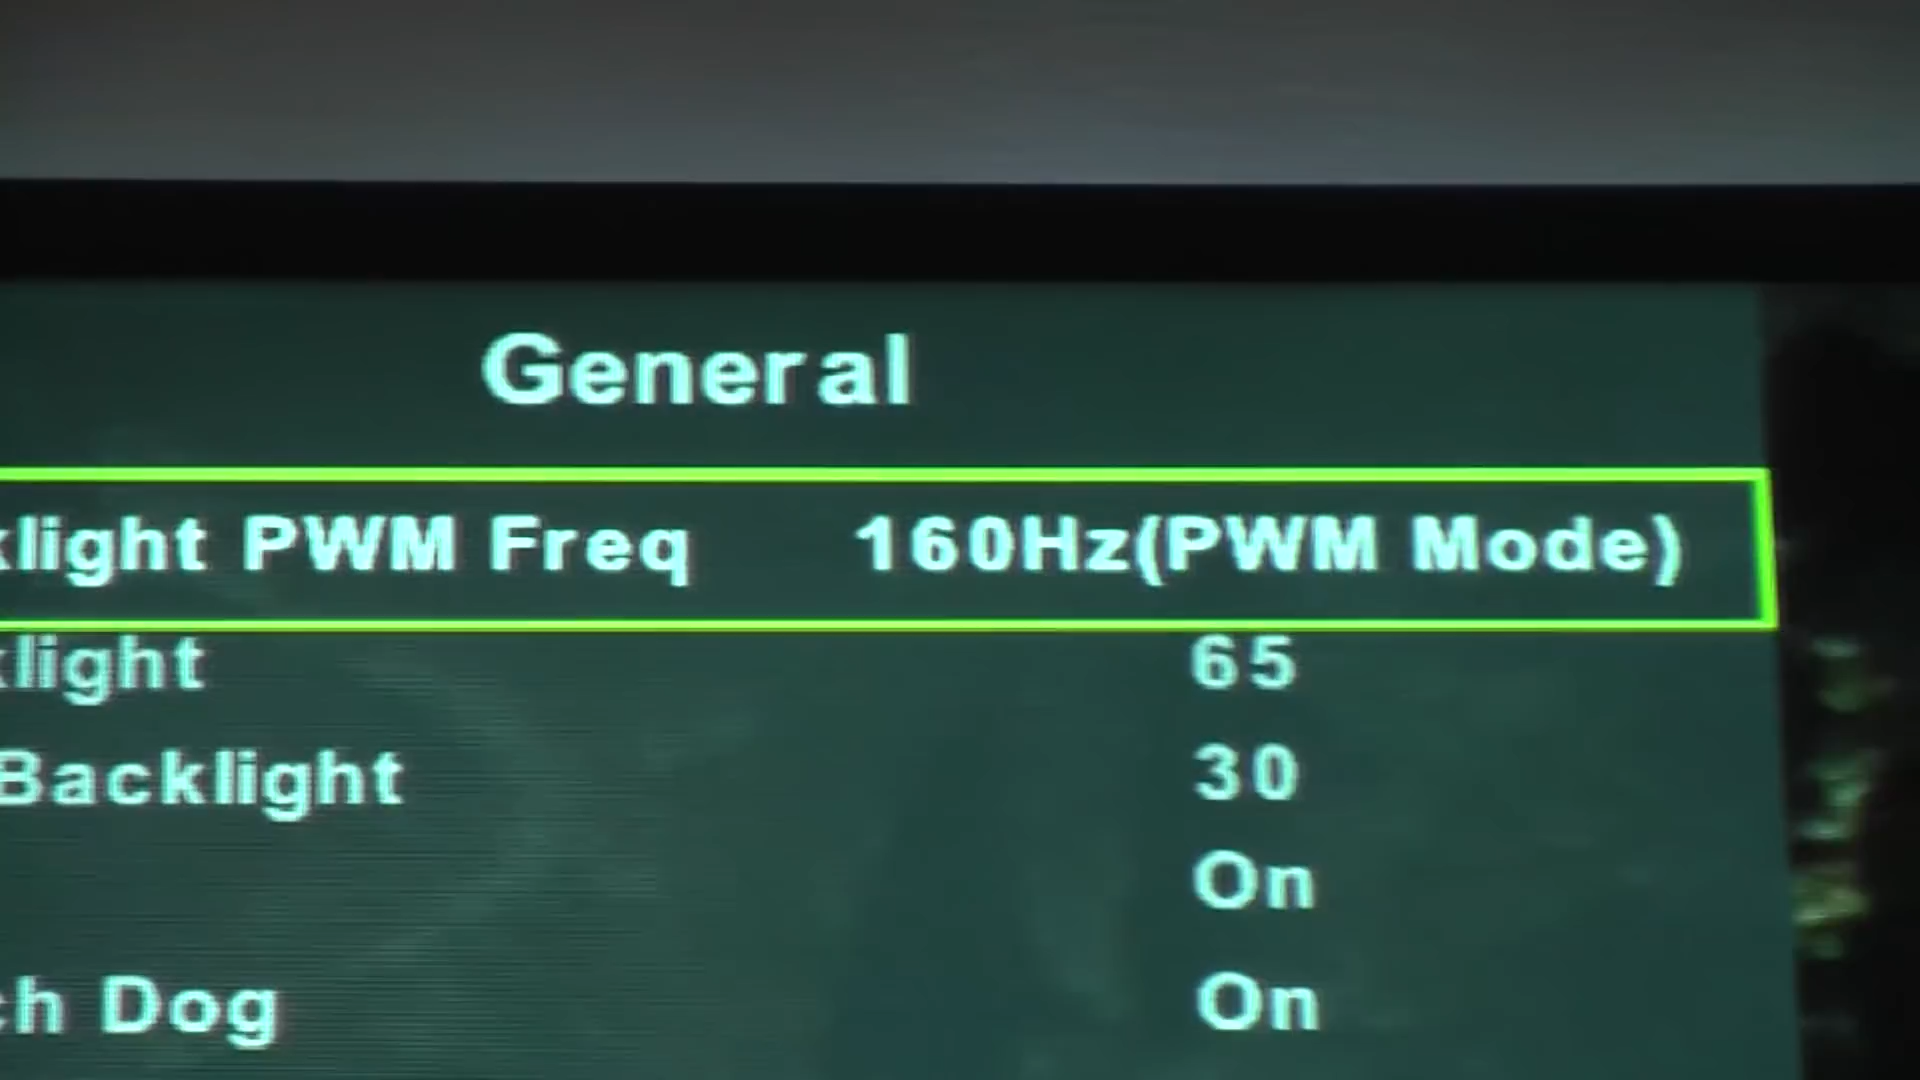 General
klight PWM Freq 160Hz(PWM Mode)
klight 65
Backlight 30
On
ch Dog On